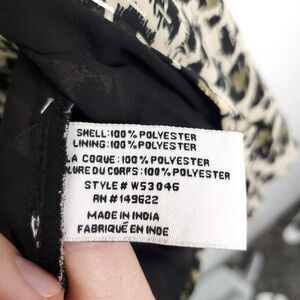 SHELL:100% POLYESTER
LINING:100% POLYESTER
LA COQUE:100% POLYESTER
LURE DU CORPS:100% POLYESTER
STYLE# W53046
RN #149622
MADE IN INDIA
FABRIQUÉ EN INDE